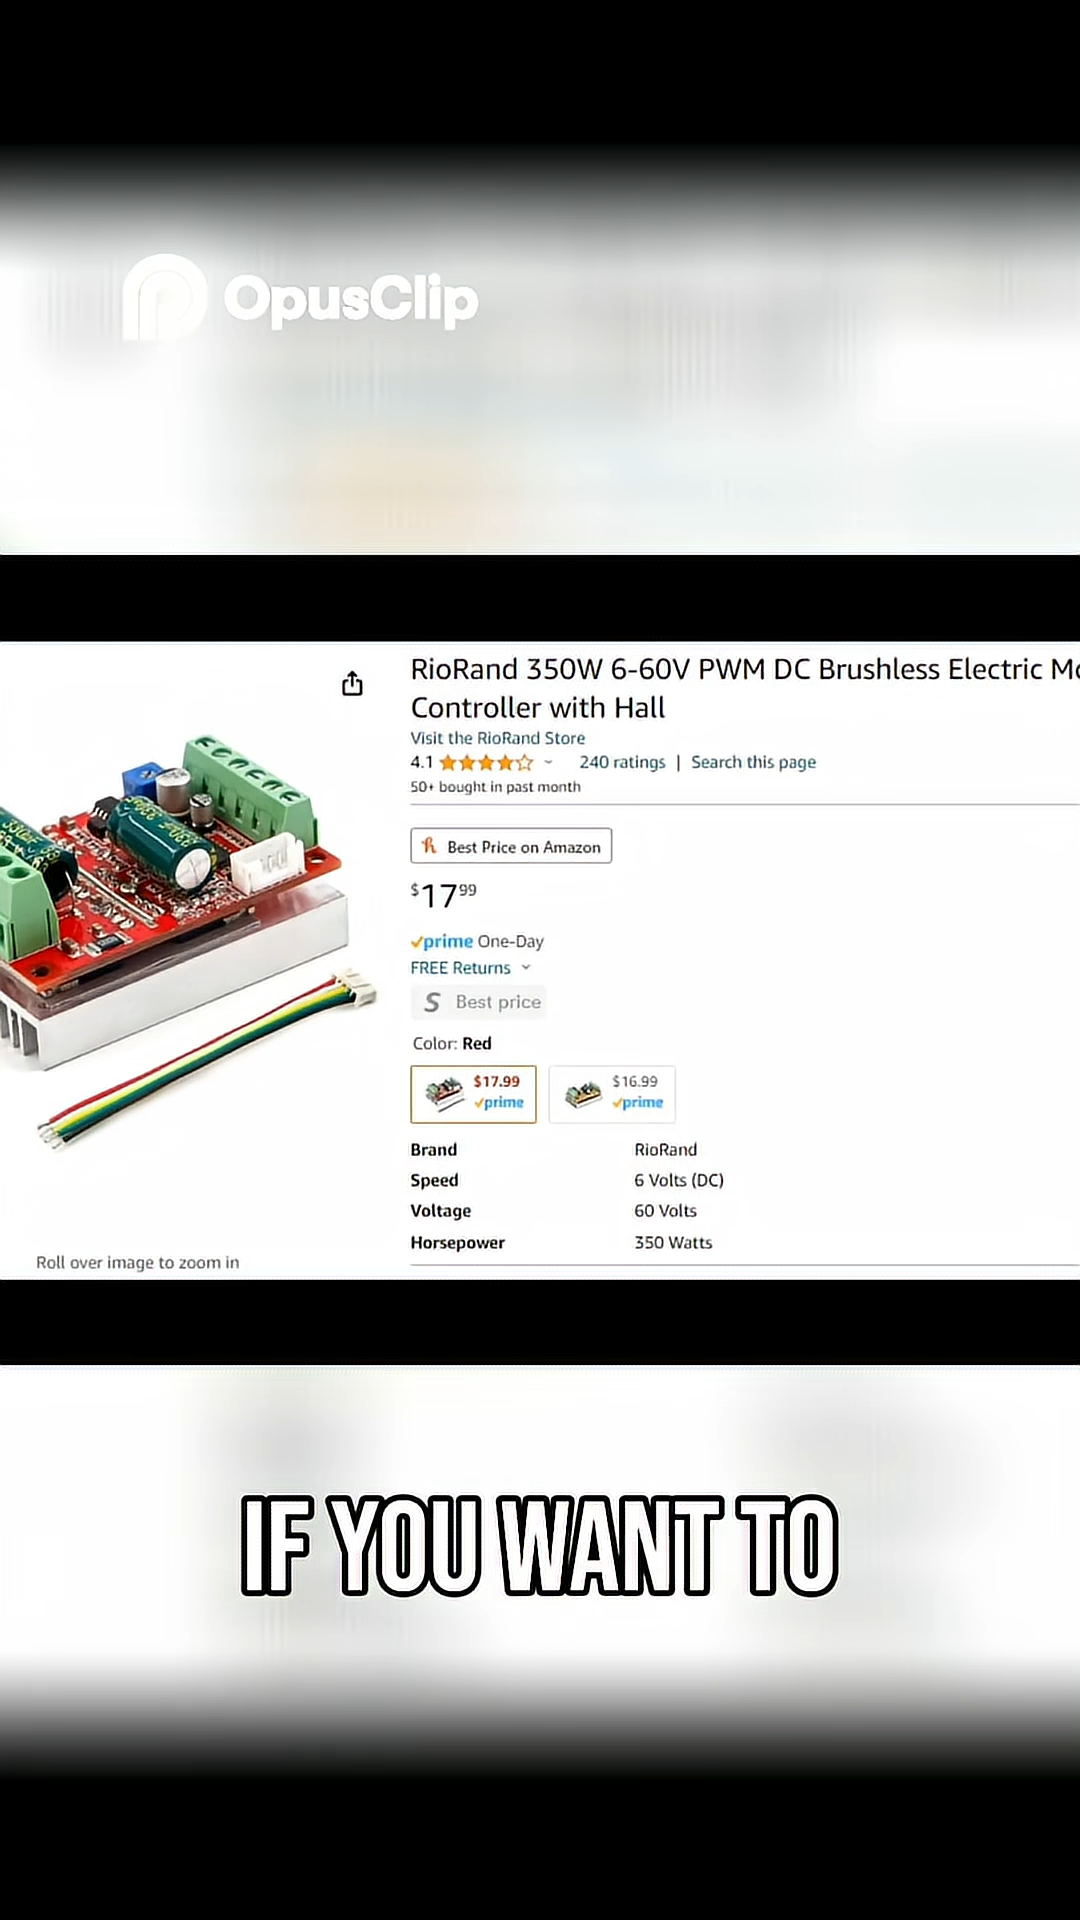 OpusClip
RioRand 350W 6-60V PWM DC Brushless Electric Mo
Controller with Hall
Visit the RioRand Store
4.1 240 ratings | Search this page
50+ bought in past month
Best Price on Amazon
$17 99
prime One-Day
FREE Returns
S Best price
Color: Red
$17.99 $16.99
prime prime
Brand RioRand
Speed 6 Volts (DC)
Voltage 60 Volts
Horsepower 350 Watts
Roll over image to zoom in
IF YOU WANT TO